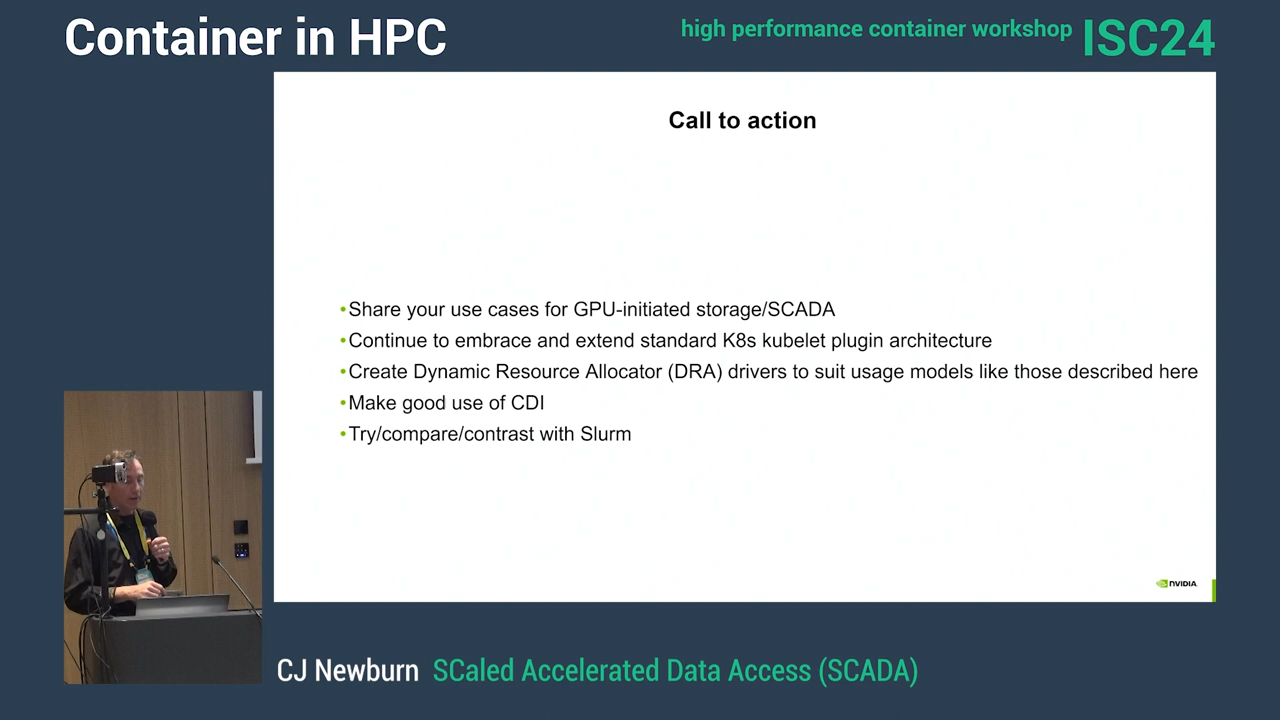 Container in HPC
high performance container workshop ISC24
Call to action
•Share your use cases for GPU-initiated storage/SCADA
•Continue to embrace and extend standard K8s kubelet plugin architecture
•Create Dynamic Resource Allocator (DRA) drivers to suit usage models like those described here
•Make good use of CDI
•Try/compare/contrast with Slurm
NVIDIA.
CJ Newburn SCaled Accelerated Data Access (SCADA)